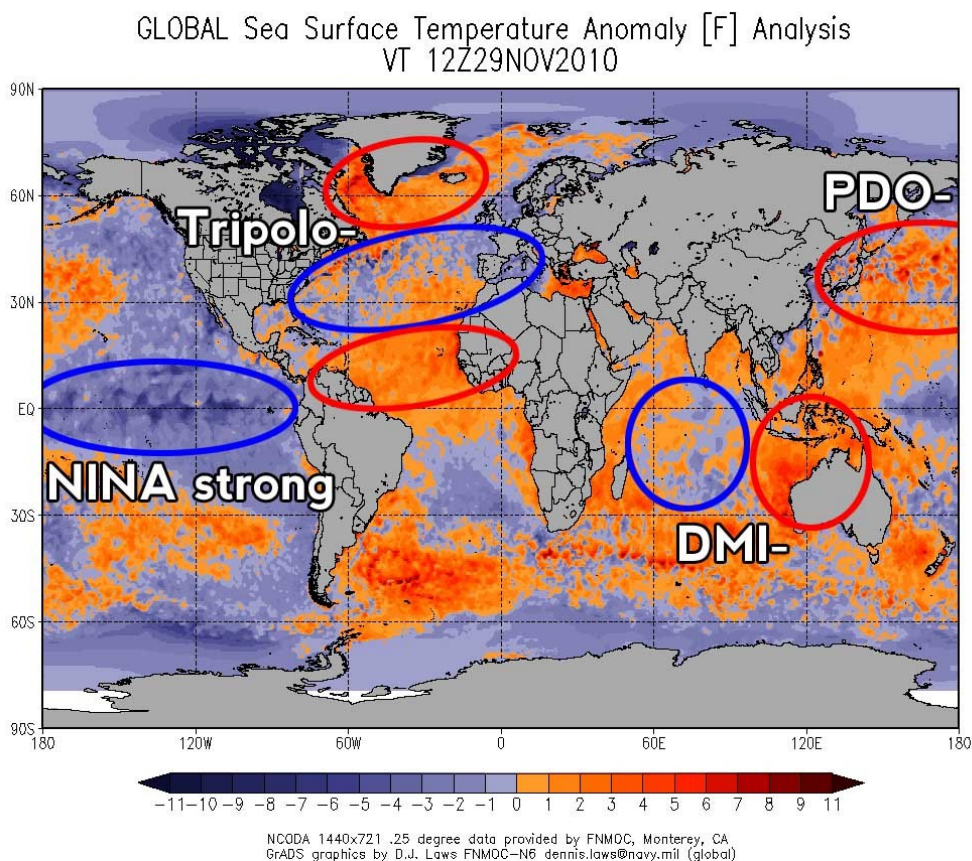 GLOBAL Sea Surface Temperature Anomaly [F] Analysis
VT 12Z29NOV2010
90N
60N
30N
EQ
30S
60S
90S
PDO-
Tripolo-
NINA strong
DMI-
180 120W 60W 0 60E 120E 180
-11 -10 -9 -8 -7 -6 -5 -4 -3 -2 -1 0 1 2 3 4 5 6 7 8 9 11
NCODA 1440x721 .25 degree data provided by FNMOC, Monterey, CA
GrADS graphics by D.J. Laws FNMOC-N6 dennis.laws@navy.mil (global)